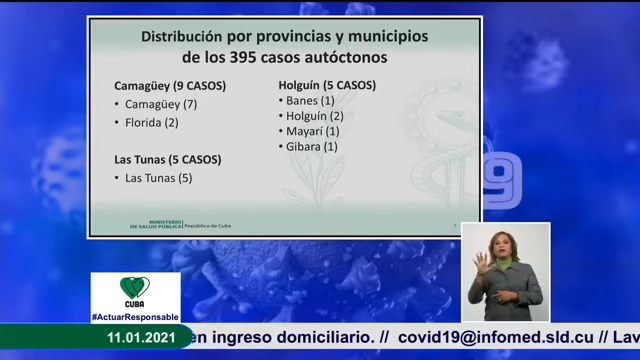 Distribución por provincias y municipios
de los 395 casos autóctonos
Camagüey (9 CASOS)
• Camagüey (7)
• Florida (2)
Las Tunas (5 CASOS)
• Las Tunas (5)
Holguín (5 CASOS)
• Banes (1)
• Holguín (2)
• Mayarí (1)
• Gibara (1)
MINISTERIO
DE SALUD PÚBLICA
República de Cuba
9
CUBA
#ActuarResponsable
11.01.2021
en ingreso domiciliario. // covid19@infomed.sld.cu // Lav